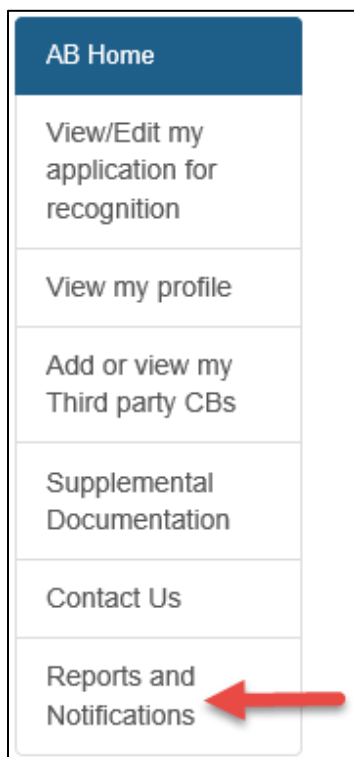 AB Home
View/Edit my
application for
recognition
View my profile
Add or view my
Third party CBs
Supplemental
Documentation
Contact Us
Reports and
Notifications